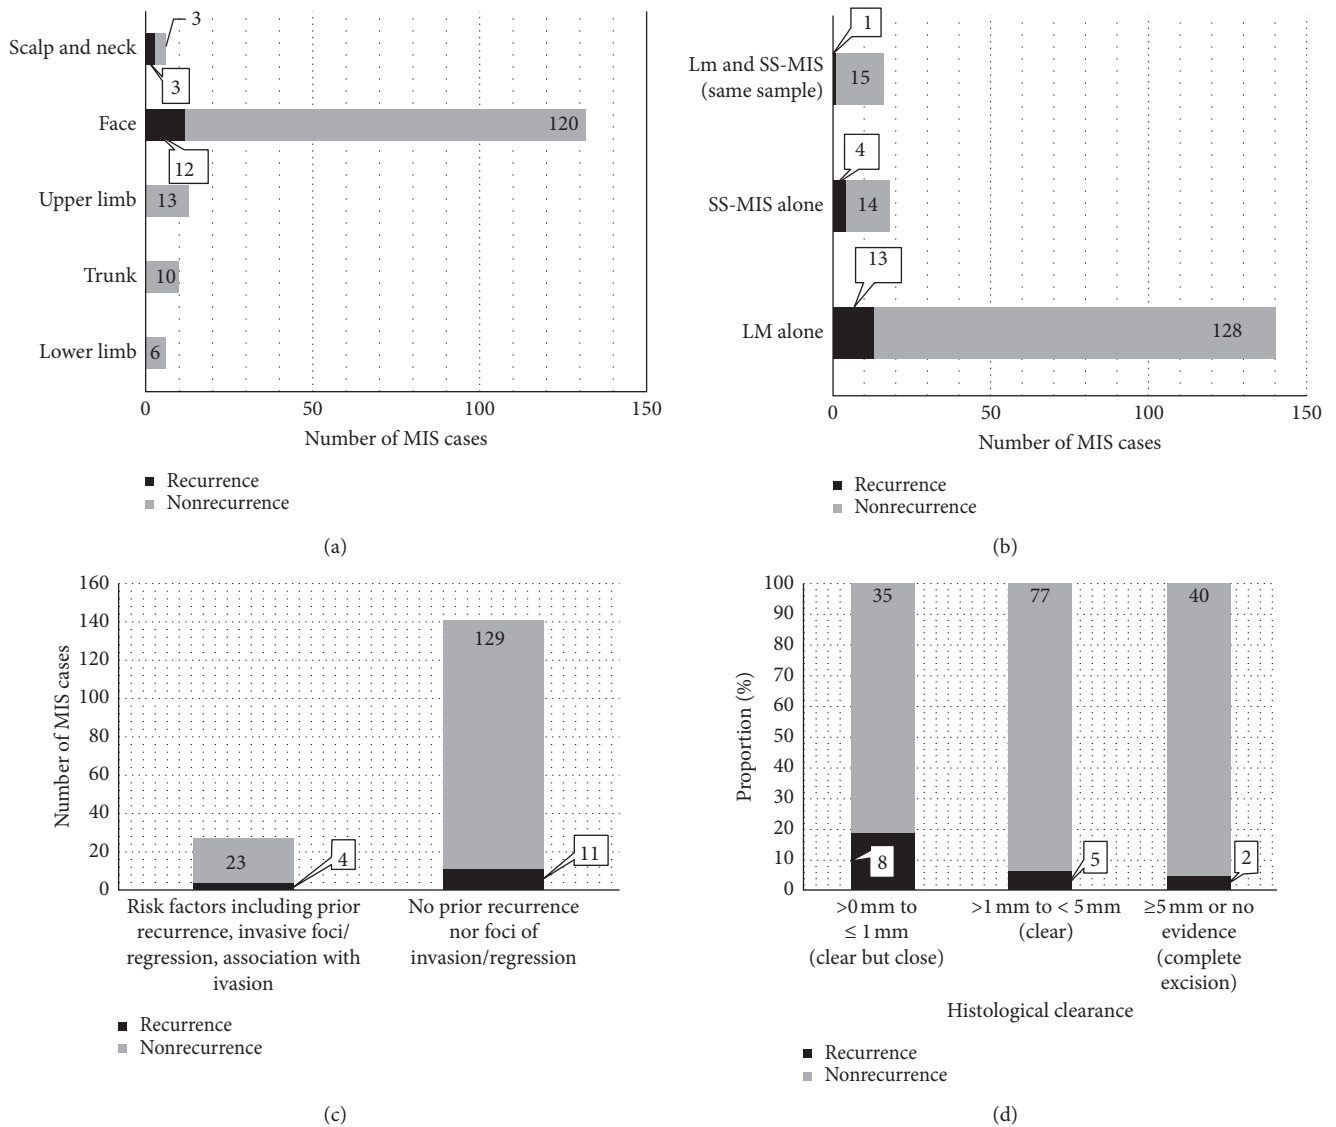 3
Scalp and neck
3
Face
120
12
Upper limb
13
Trunk
10
Lower limb
6
0
50
100
150
Number of MIS cases
Recurrence
Nonrecurrence
(a)
1
Lm and SS-MIS
(same sample)
15
4
SS-MIS alone
14
13
LM alone
128
0
50
100
150
Number of MIS cases
Recurrence
Nonrecurrence
(b)
160
140
120
100
80
60
40
20
0
Number of MIS cases
129
23
4
11
Risk factors including prior
recurrence, invasive foci/
regression, association with
ivasion
No prior recurrence
nor foci of
invasion/regression
Recurrence
Nonrecurrence
(c)
100
90
80
70
60
50
40
30
20
10
0
Proportion (%)
35
77
40
8
5
2
>0 mm to
≤ 1 mm
(clear but close)
>1 mm to < 5 mm
(clear)
≥5 mm or no
evidence
(complete
excision)
Histological clearance
Recurrence
Nonrecurrence
(d)